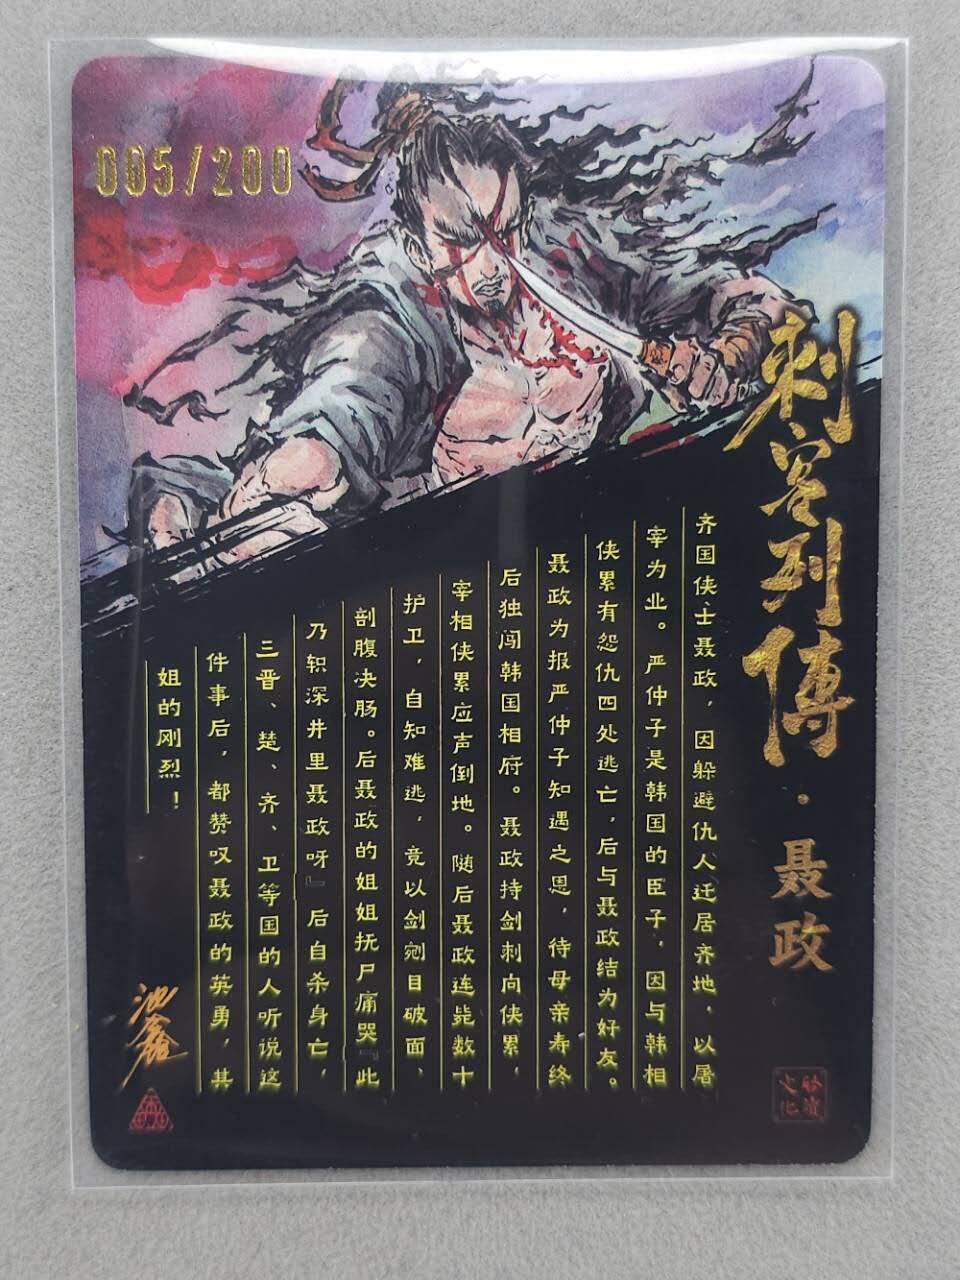 005/200
刺客列傳·聂政
齐国侠士聂政，因躲避仇人迁居齐地，以屠
宰为业。严仲子是韩国的臣子，因与韩相
侠累有怨仇四处逃亡，后与聂政结为好友。
聂政为报严仲子知遇之恩，待母亲寿终
后独闯韩国相府。聂政持剑刺向侠累，
宰相侠累应声倒地。随后聂政连毙数十
护卫，自知难逃，竟以剑剜目破面、
剖腹决肠。后聂政的姐姐抚尸痛哭『此
乃轵深井里聂政呀』后自杀身亡，
三晋、楚、齐、卫等国的人听说这
件事后，都赞叹聂政的英勇，其
姐的刚烈！
文化